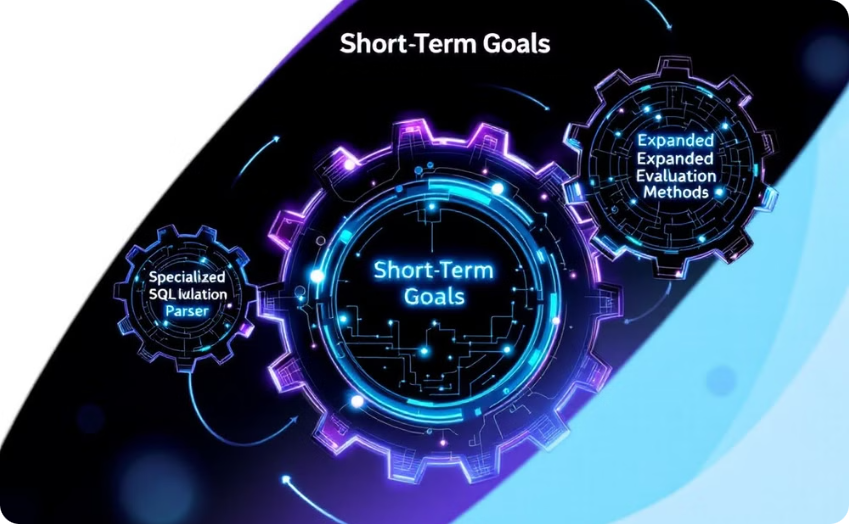 Short-Term Goals
Expanded
Expanded
Evaluation
Methods
Short-Term
Goals
Specialized
SQL
Parser